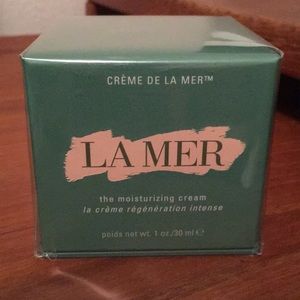 CRÈME DE LA MER™
LA MER
the moisturizing cream
la crème régénération intense
poids net wt. 1 oz./30 ml ℮